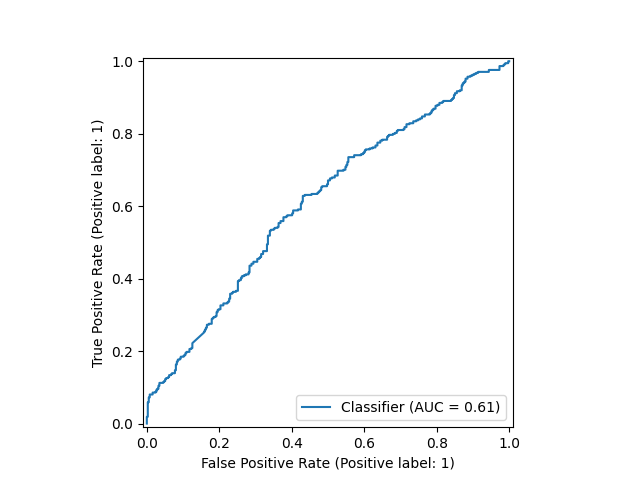 1.0
0.8
0.6
0.4
0.2
0.0
True Positive Rate (Positive label: 1)
Classifier (AUC = 0.61)
0.0 0.2 0.4 0.6 0.8 1.0
False Positive Rate (Positive label: 1)